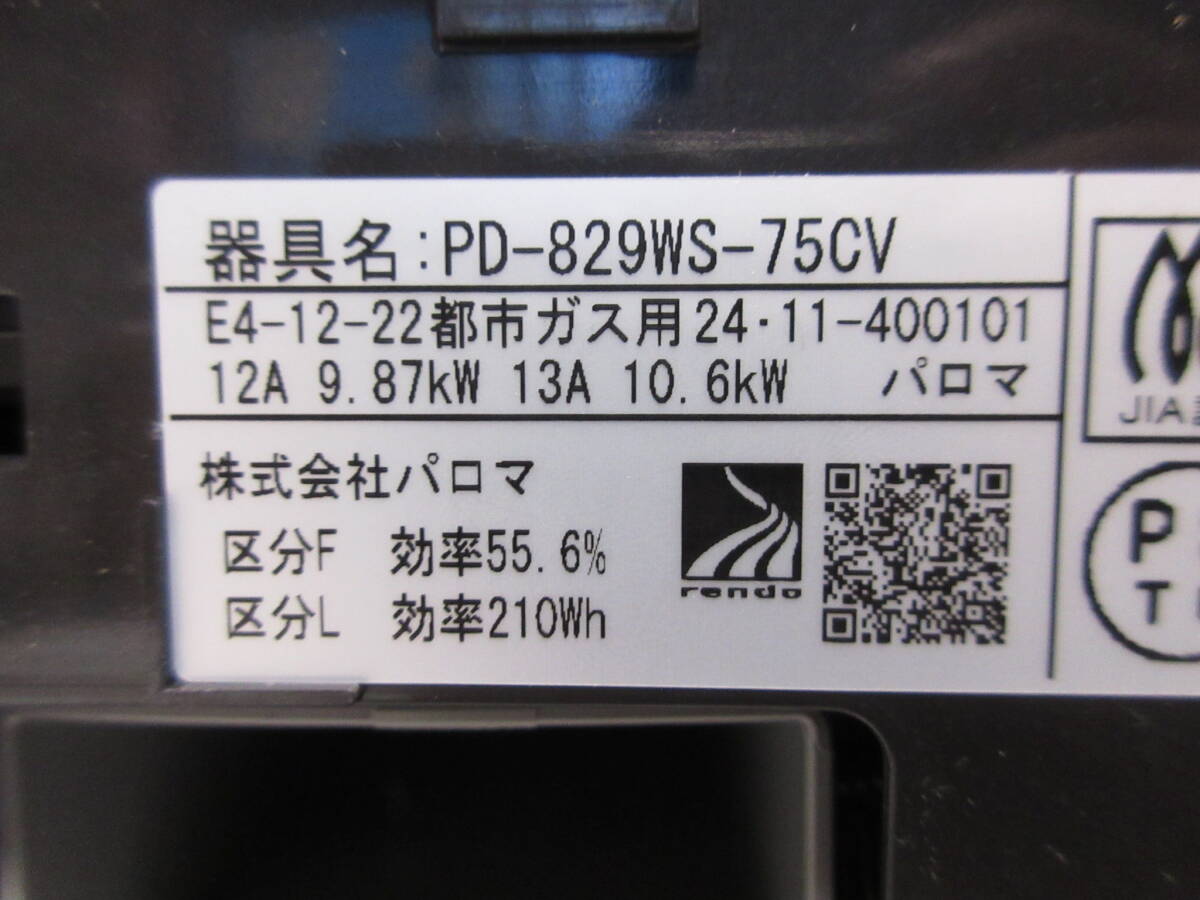 器具名:PD-829WS-75CV
E4-12-22都市ガス用24・11-400101
12A 9.87kW 13A 10.6kW パロマ
株式会社パロマ
区分F 効率55.6%
区分L 効率210Wh
rendo
JIA
P
T